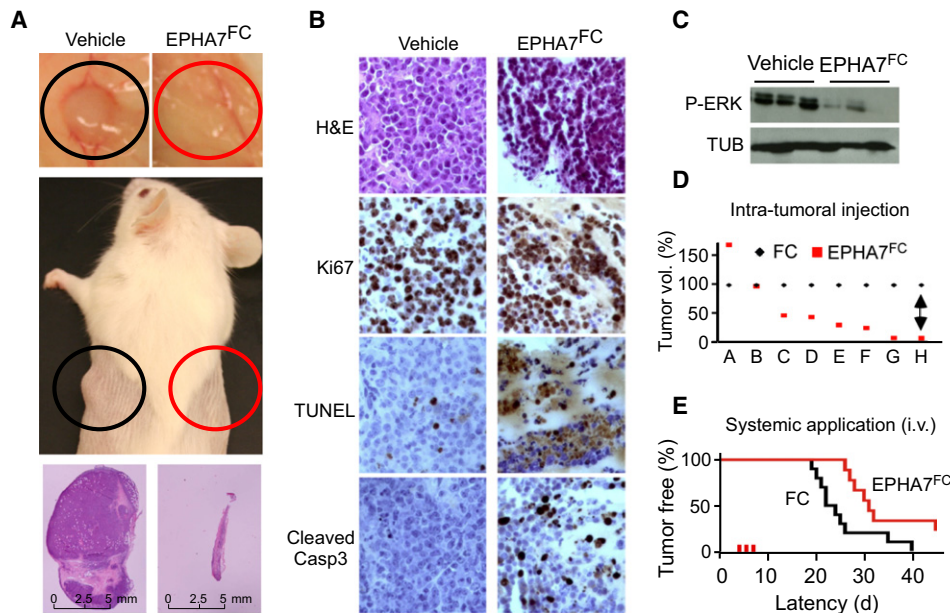 A
Vehicle
EPHA7FC
0 2.5 5 mm
0 2.5 5 mm
B
Vehicle
EPHA7FC
H&E
Ki67
TUNEL
Cleaved
Casp3
C
Vehicle EPHA7FC
P-ERK
TUB
D
Intra-tumoral injection
Tumor vol. (%)
150
100
50
0
FC
EPHA7FC
A B C D E F G H
E
Systemic application (i.v.)
Tumor free (%)
100
50
0
FC
EPHA7FC
0 10 20 30 40
Latency (d)